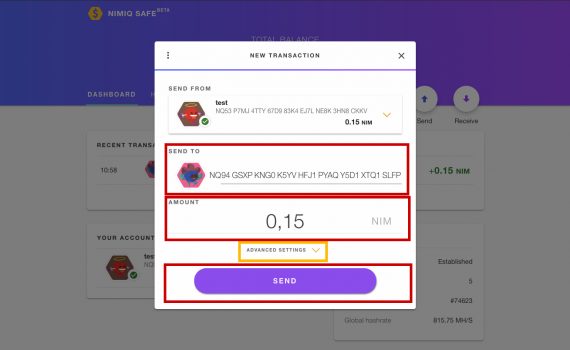 NIMIQ SAFE BETA
TOTAL BALANCE
NEW TRANSACTION
DASHBOARD
SEND FROM
test
NQ53 P7MJ 4TTY 67D9 83K4 EJ7L NE8K 3HN8 CKKV
0.15 NIM
Send
Receive
RECENT TRANSA
10:58
+0.15 NIM
SEND TO
NQ94 GSXP KNG0 K5YV HFJ1 PYAQ Y5D1 XTQ1 SLFP
AMOUNT
0,15 NIM
ADVANCED SETTINGS
YOUR ACCOUNT
test
NQ
SEND
Established
5
#74623
Global hashrate
815.75 MH/S